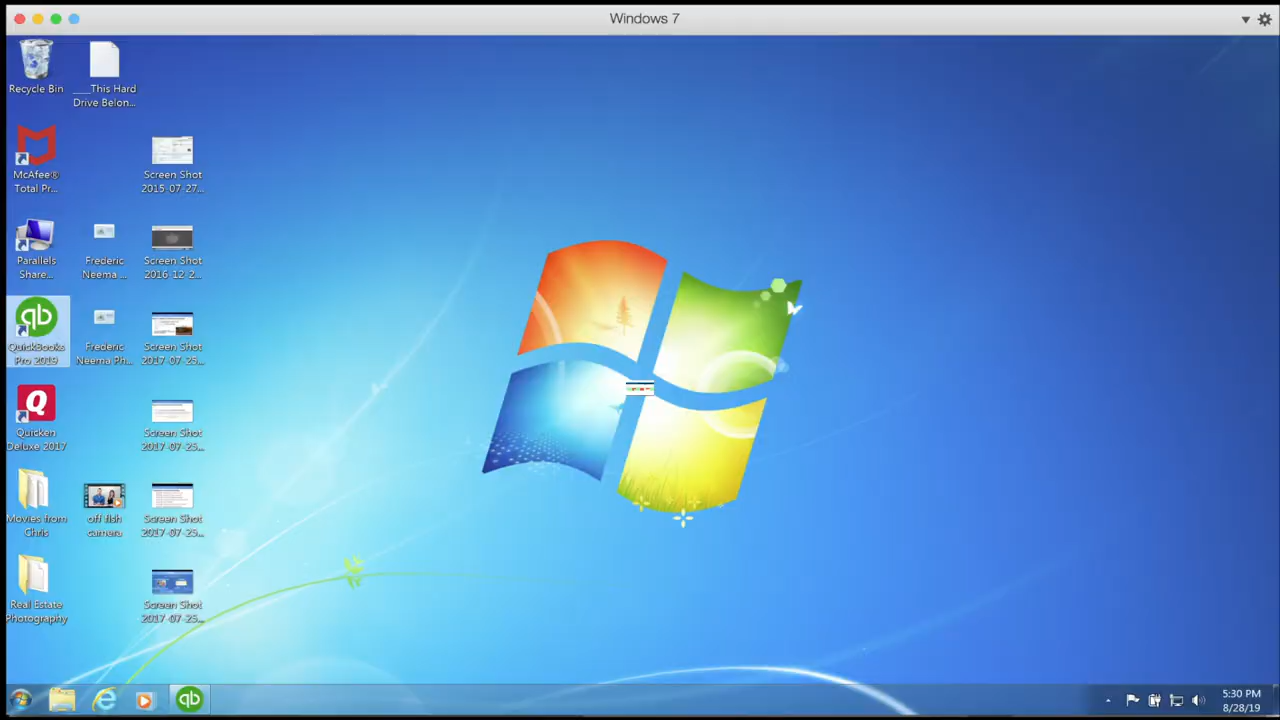 Windows 7
Recycle Bin
___This Hard
Drive Belon...
McAfee®
Total Pr...
Screen Shot
2015-07-27...
Parallels
Share...
Frederic
Neema ...
Screen Shot
2016-12-2...
qb
QuickBooks
Pro 2019
Frederic
Neema Ph...
Screen Shot
2017-07-25...
Q
Quicken
Deluxe 2017
Screen Shot
2017-07-25...
Movies from
Chris
off fish
camera
Screen Shot
2017-07-25...
Real Estate
Photography
Screen Shot
2017-07-25...
qb
5:30 PM
8/28/19